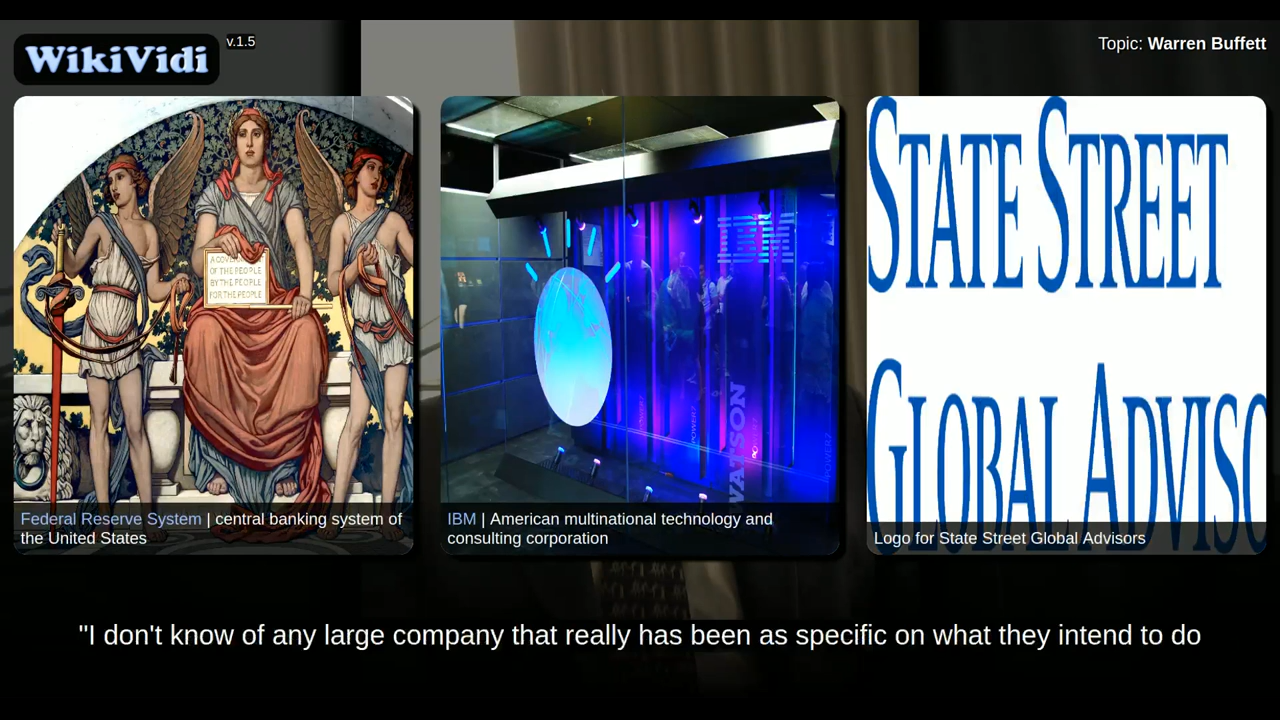 WikiVidi
v.1.5
Topic: Warren Buffett
OF THE PEOPLE
BY THE PEOPLE
FOR THE PEOPLE
Federal Reserve System | central banking system of
the United States
IBM
WATSON
POWER7
IBM | American multinational technology and
consulting corporation
STATE STREET
GLOBAL ADVISO
Logo for State Street Global Advisors
"I don't know of any large company that really has been as specific on what they intend to do